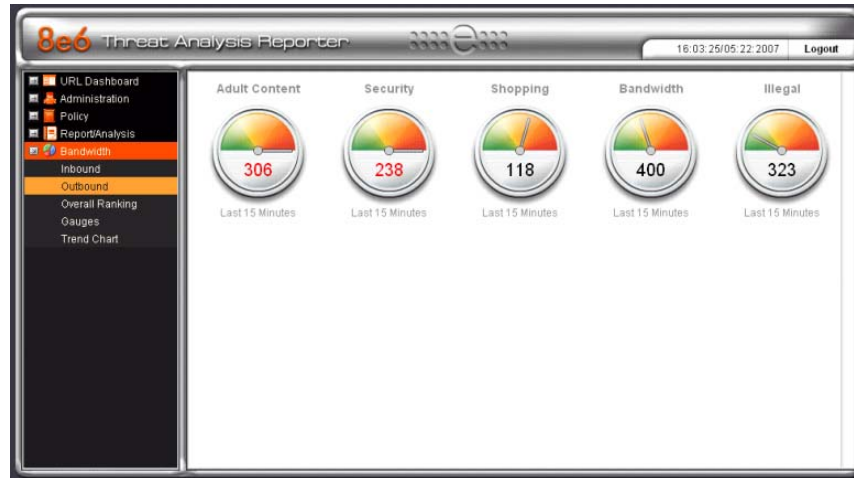 8e6 Threat Analysis Reporter
16:03:25/05:22:2007 Logout
URL Dashboard
Administration
Policy
Report/Analysis
Bandwidth
Inbound
Outbound
Overall Ranking
Gauges
Trend Chart
Adult Content Security Shopping Bandwidth Illegal
306 238 118 400 323
Last 15 Minutes Last 15 Minutes Last 15 Minutes Last 15 Minutes Last 15 Minutes